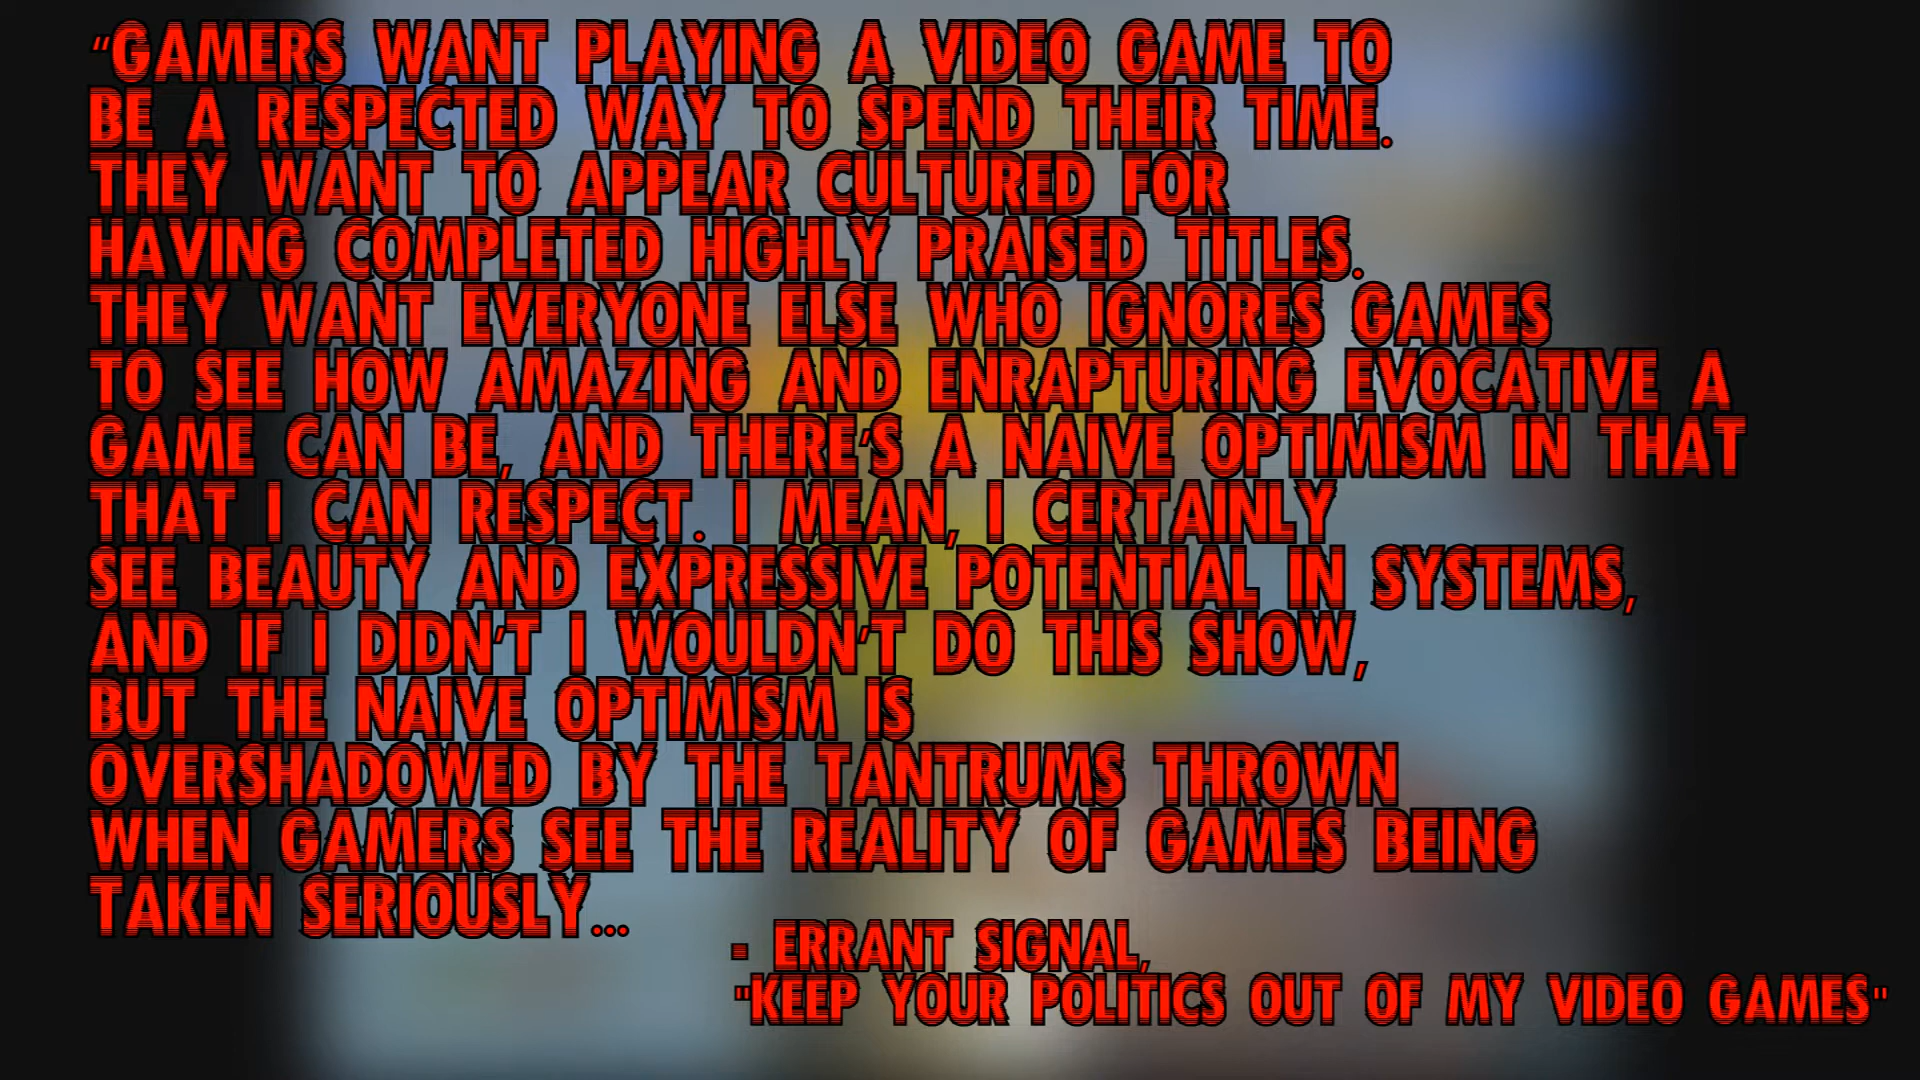 "GAMERS WANT PLAYING A VIDEO GAME TO
BE A RESPECTED WAY TO SPEND THEIR TIME.
THEY WANT TO APPEAR CULTURED FOR
HAVING COMPLETED HIGHLY PRAISED TITLES.
THEY WANT EVERYONE ELSE WHO IGNORES GAMES
TO SEE HOW AMAZING AND ENRAPTURING EVOCATIVE A
GAME CAN BE, AND THERE'S A NAIVE OPTIMISM IN THAT
THAT I CAN RESPECT. I MEAN, I CERTAINLY
SEE BEAUTY AND EXPRESSIVE POTENTIAL IN SYSTEMS,
AND IF I DIDN'T I WOULDN'T DO THIS SHOW,
BUT THE NAIVE OPTIMISM IS
OVERSHADOWED BY THE TANTRUMS THROWN
WHEN GAMERS SEE THE REALITY OF GAMES BEING
TAKEN SERIOUSLY...
- ERRANT SIGNAL,
"KEEP YOUR POLITICS OUT OF MY VIDEO GAMES"